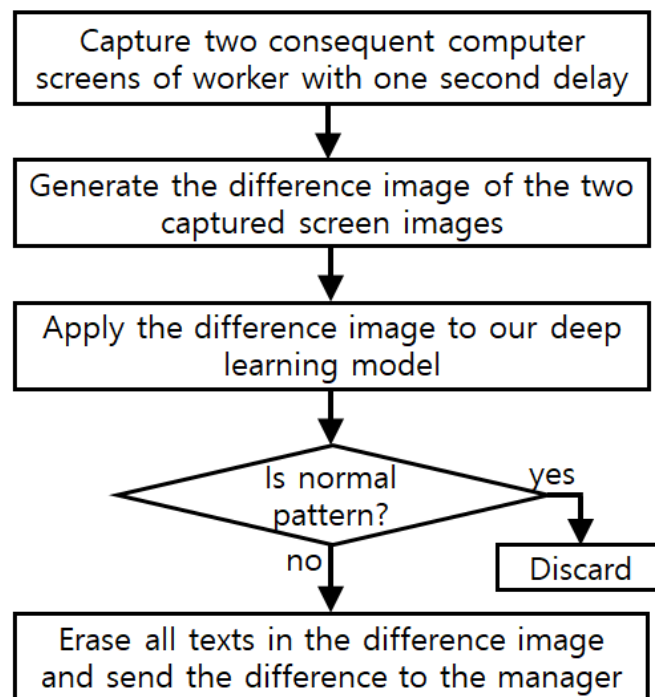 Capture two consequent computer
screens of worker with one second delay
Generate the difference image of the two
captured screen images
Apply the difference image to our deep
learning model
Is normal
pattern?
yes
no
Discard
Erase all texts in the difference image
and send the difference to the manager